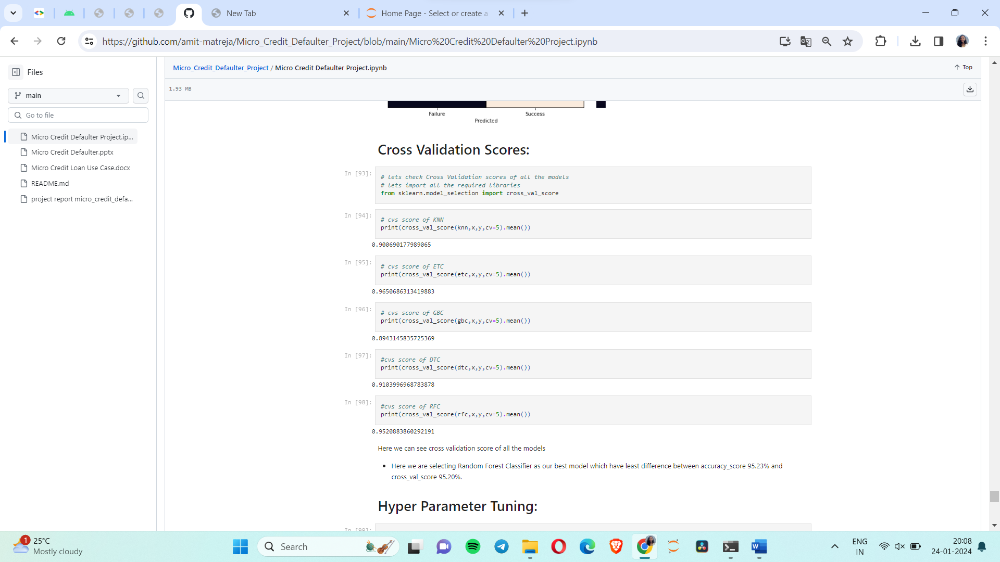 New Tab
Home Page - Select or create a
https://github.com/amit-matreja/Micro_Credit_Defaulter_Project/blob/main/Micro%20Credit%20Defaulter%20Project.ipynb
Files
main
Go to file
Micro Credit Defaulter Project.ip...
Micro Credit Defaulter.pptx
Micro Credit Loan Use Case.docx
README.md
project report micro_credit_defa...
Micro_Credit_Defaulter_Project / Micro Credit Defaulter Project.ipynb
Top
1.93 MB
Failure Success
Predicted
Cross Validation Scores:
In [93]:
# lets check Cross Validation scores of all the models
# lets import all the required libraries
from sklearn.model_selection import cross_val_score
In [94]:
# cvs score of KNN
print(cross_val_score(knn,x,y,cv=5).mean())
0.900690177989065
In [95]:
# cvs score of ETC
print(cross_val_score(etc,x,y,cv=5).mean())
0.9650686313419883
In [96]:
# cvs score of GBC
print(cross_val_score(gbc,x,y,cv=5).mean())
0.8943145835725369
In [97]:
#cvs score of DTC
print(cross_val_score(dtc,x,y,cv=5).mean())
0.9103996968783878
In [98]:
#cvs score of RFC
print(cross_val_score(rfc,x,y,cv=5).mean())
0.9520883860292191
Here we can see cross validation score of all the models
Here we are selecting Random Forest Classifier as our best model which have least difference between accuracy_score 95.23% and
cross_val_score 95.20%.
Hyper Parameter Tuning:
In [99]:
1
25°C
Mostly cloudy
Search
ENG
IN
20:08
24-01-2024